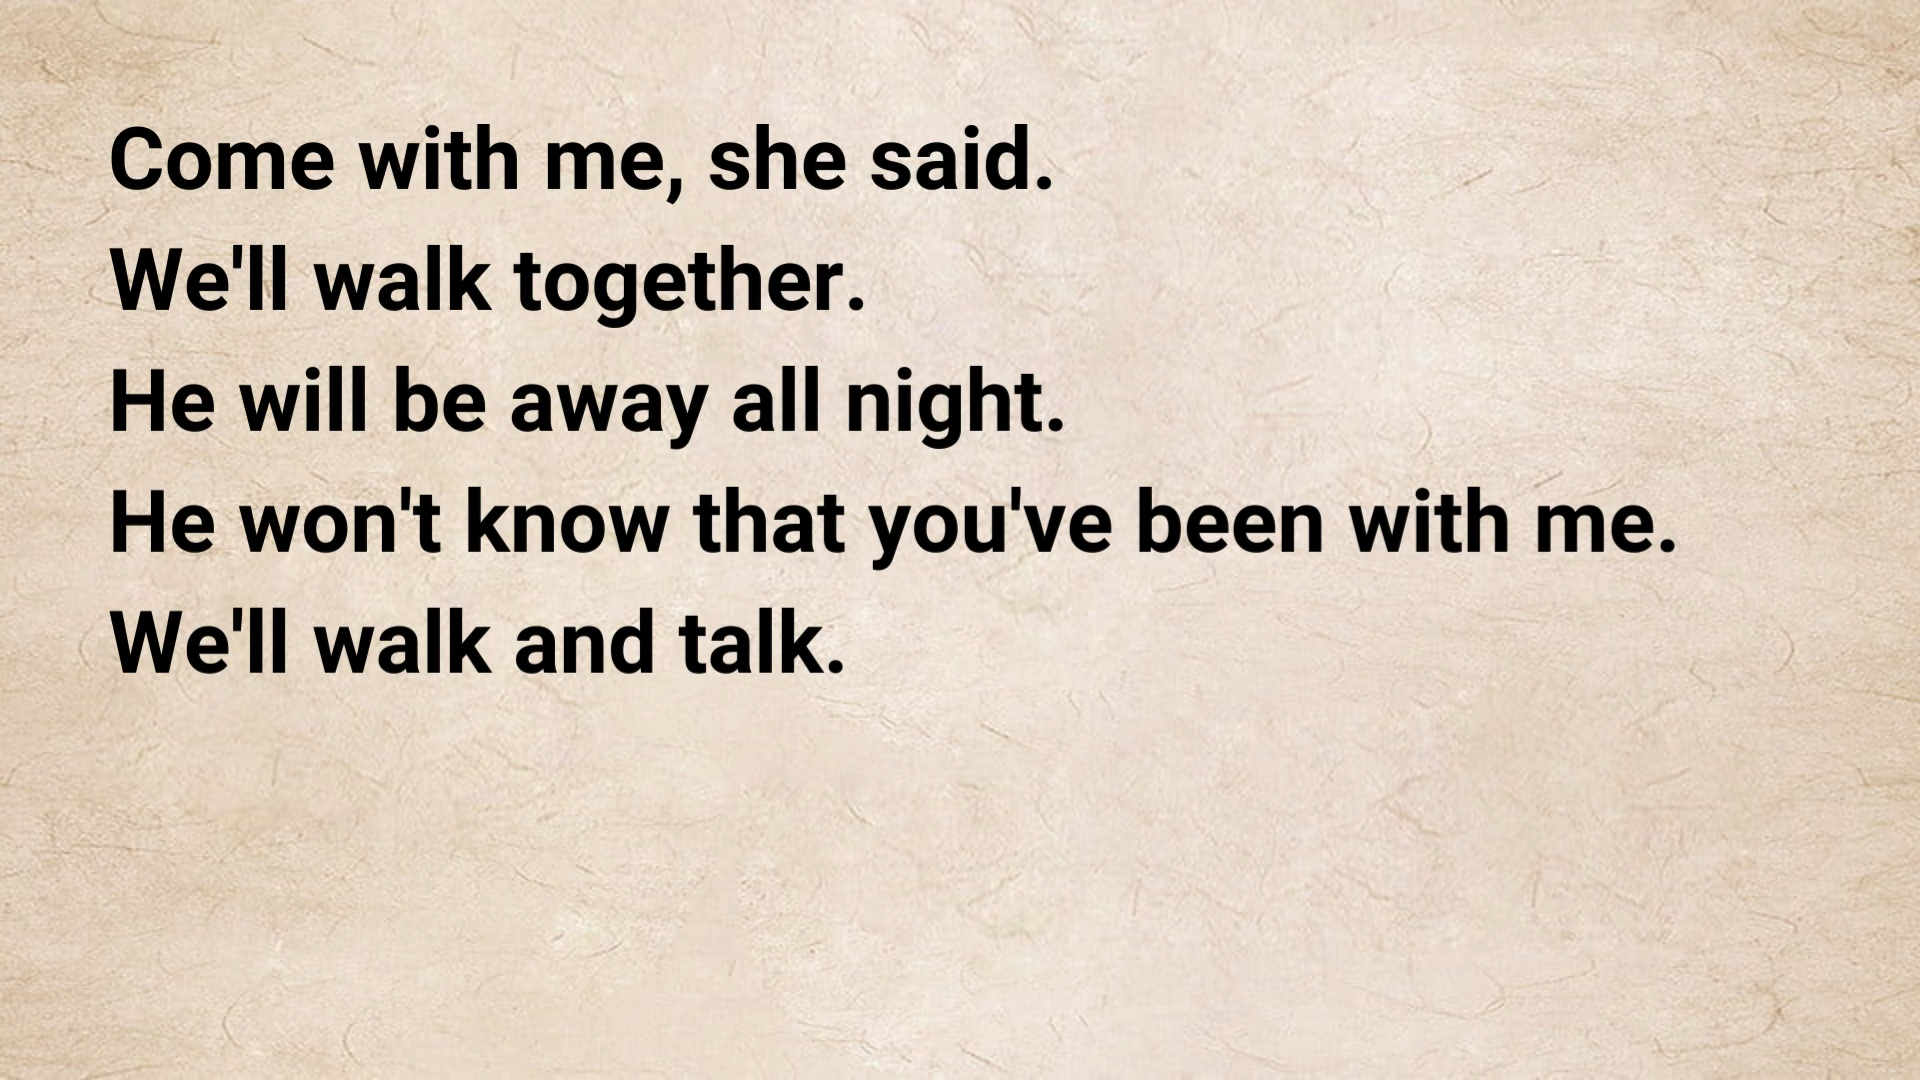 Come with me, she said.
We'll walk together.
He will be away all night.
He won't know that you've been with me.
We'll walk and talk.